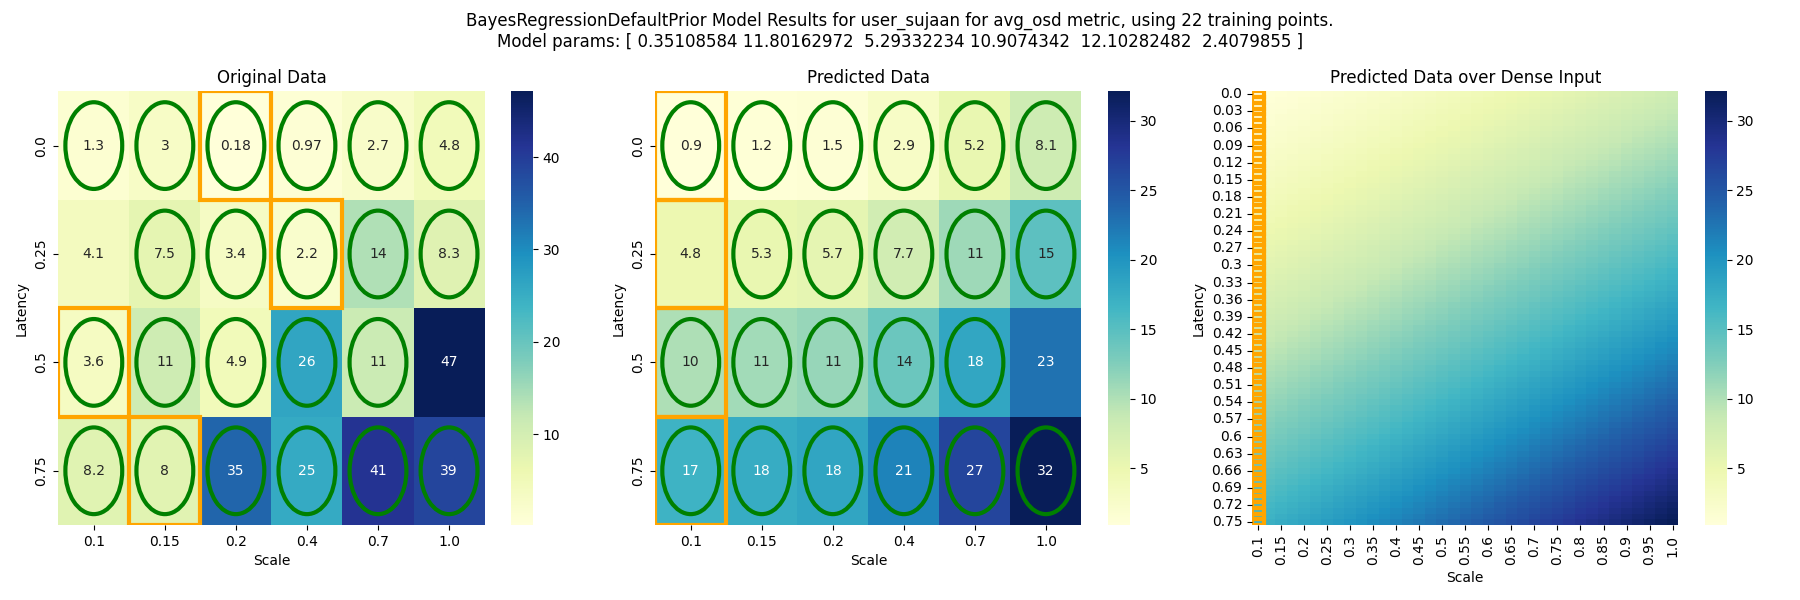 BayesRegressionDefaultPrior Model Results for user_sujaan for avg_osd metric, using 22 training points.
Model params: [ 0.35108584 11.80162972  5.29332234 10.9074342  12.10282482  2.4079855 ]
Original Data
Latency
0.0 1.3 3 0.18 0.97 2.7 4.8
0.25 4.1 7.5 3.4 2.2 14 8.3
0.5 3.6 11 4.9 26 11 47
0.75 8.2 8 35 25 41 39
0.1 0.15 0.2 0.4 0.7 1.0
Scale
40
30
20
10
Predicted Data
Latency
0.0 0.9 1.2 1.5 2.9 5.2 8.1
0.25 4.8 5.3 5.7 7.7 11 15
0.5 10 11 11 14 18 23
0.75 17 18 18 21 27 32
0.1 0.15 0.2 0.4 0.7 1.0
Scale
30
25
20
15
10
5
Predicted Data over Dense Input
Latency
0.0
0.03
0.06
0.09
0.12
0.15
0.18
0.21
0.24
0.27
0.3
0.33
0.36
0.39
0.42
0.45
0.48
0.51
0.54
0.57
0.6
0.63
0.66
0.69
0.72
0.75
0.1 0.15 0.2 0.25 0.3 0.35 0.4 0.45 0.5 0.55 0.6 0.65 0.7 0.75 0.8 0.85 0.9 0.95 1.0
Scale
30
25
20
15
10
5